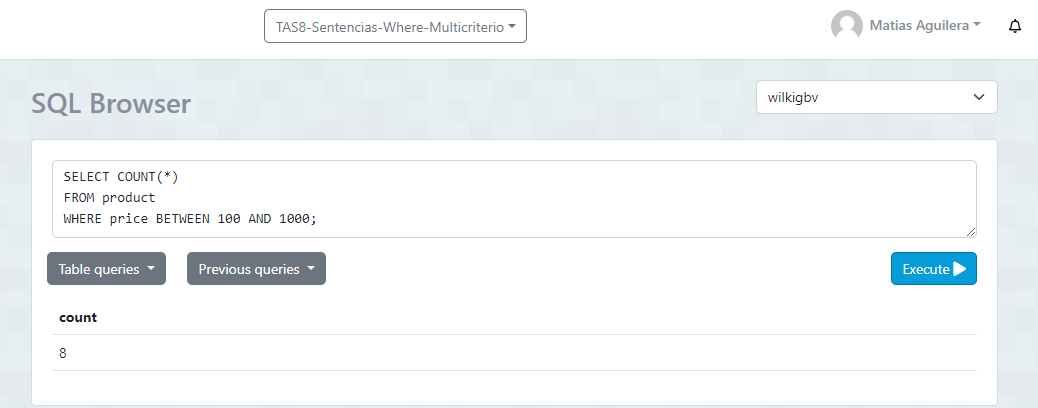 TAS8-Sentencias-Where-Multicriterio
Matias Aguilera
SQL Browser
wilkigbv
SELECT COUNT(*)
FROM product
WHERE price BETWEEN 100 AND 1000;
Table queries
Previous queries
Execute
count
8